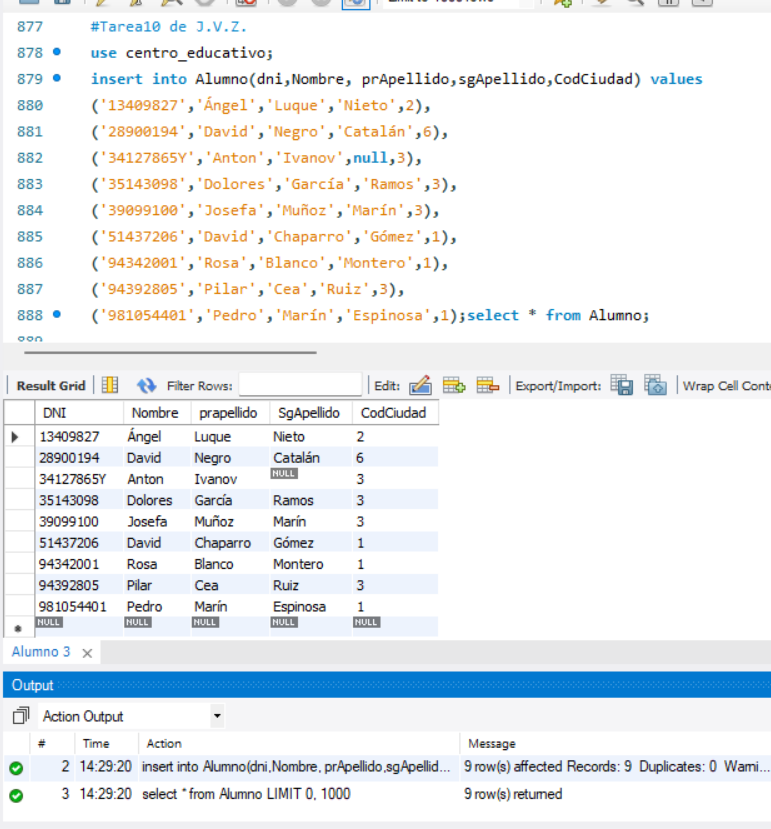 877 #Tarea10 de J.V.Z.
878 use centro_educativo;
879 insert into Alumno(dni,Nombre, prApellido,sgApellido,CodCiudad) values
880 ('13409827','Ángel','Luque','Nieto',2),
881 ('28900194','David','Negro','Catalán',6),
882 ('34127865Y','Anton','Ivanov',null,3),
883 ('35143098','Dolores','García','Ramos',3),
884 ('39099100','Josefa','Muñoz','Marín',3),
885 ('51437206','David','Chaparro','Gómez',1),
886 ('94342001','Rosa','Blanco','Montero',1),
887 ('94392805','Pilar','Cea','Ruiz',3),
888 ('981054401','Pedro','Marín','Espinosa',1);select * from Alumno;
Result Grid Filter Rows: Edit: Export/Import: Wrap Cell Conte
DNI Nombre prapellido SgApellido CodCiudad
13409827 Ángel Luque Nieto 2
28900194 David Negro Catalán 6
34127865Y Anton Ivanov NULL 3
35143098 Dolores García Ramos 3
39099100 Josefa Muñoz Marín 3
51437206 David Chaparro Gómez 1
94342001 Rosa Blanco Montero 1
94392805 Pilar Cea Ruiz 3
981054401 Pedro Marín Espinosa 1
NULL NULL NULL NULL NULL
Alumno 3
Output
Action Output
# Time Action Message
2 14:29:20 insert into Alumno(dni,Nombre, prApellido,sgApellid... 9 row(s) affected Records: 9 Duplicates: 0 Warni...
3 14:29:20 select * from Alumno LIMIT 0, 1000 9 row(s) returned